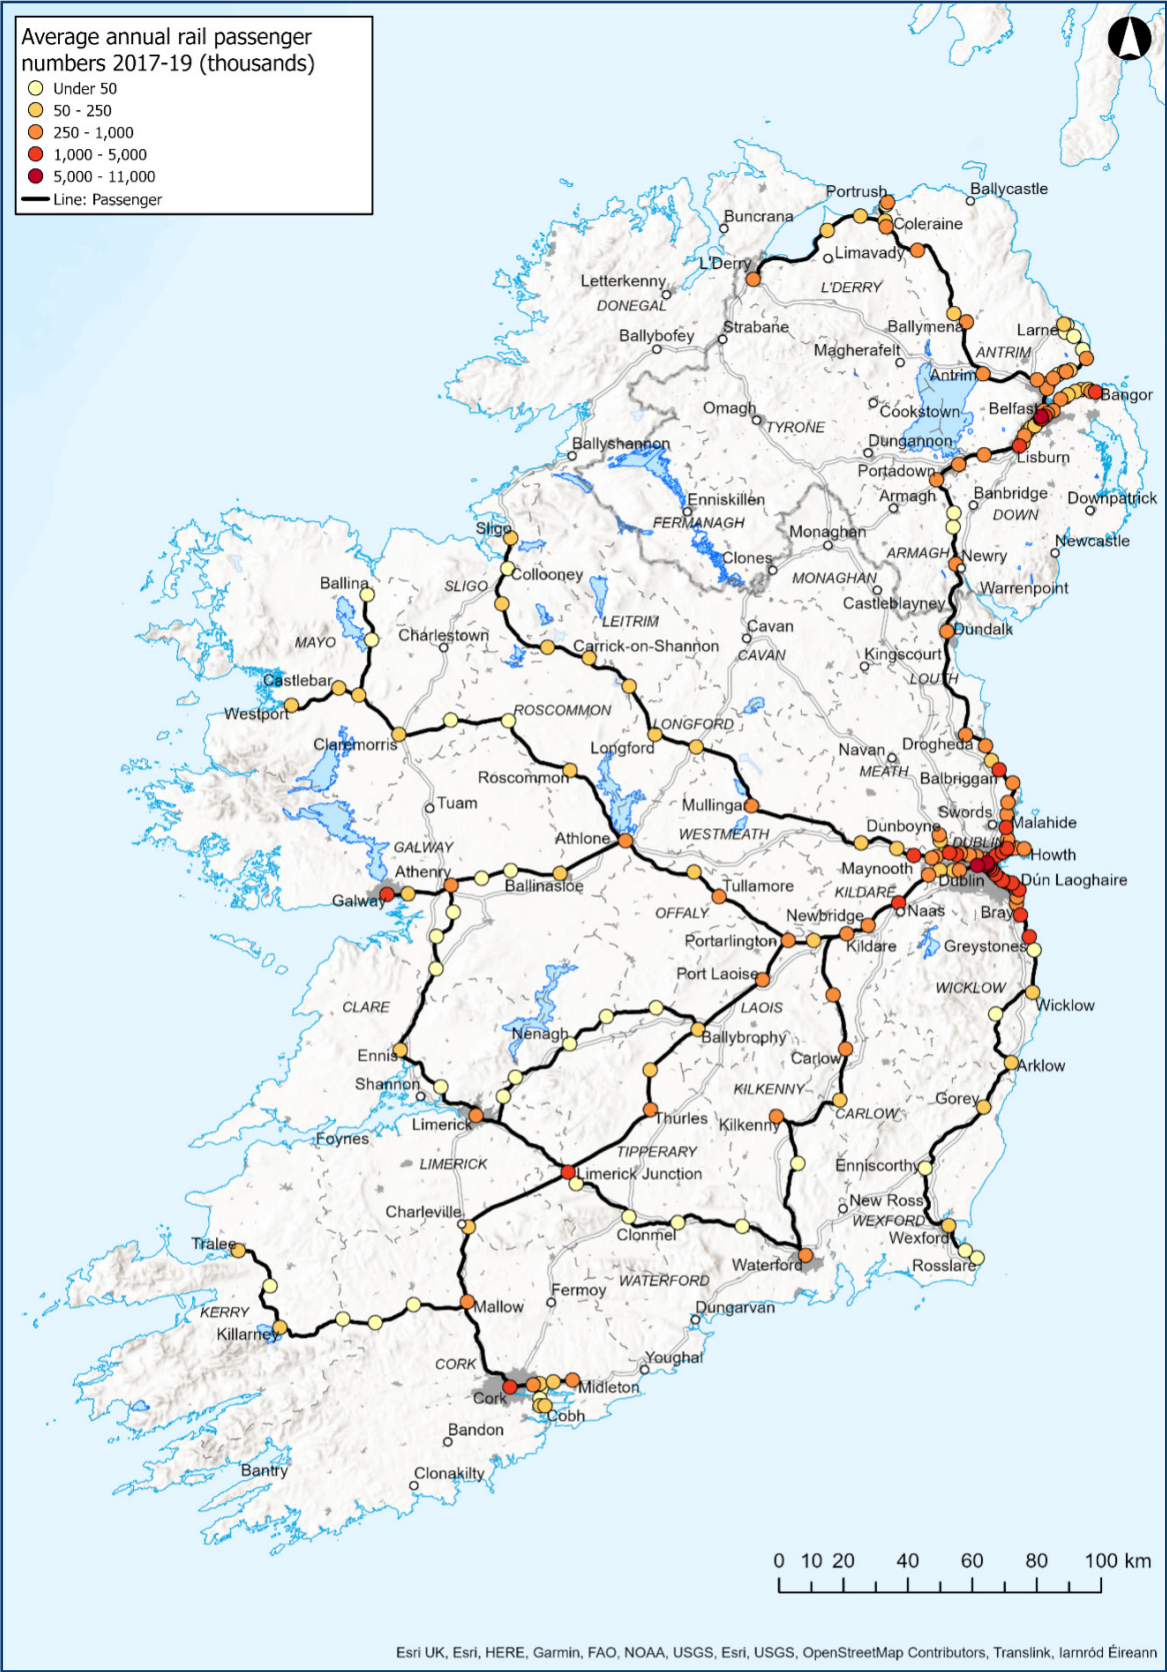 Average annual rail passenger
numbers 2017-19 (thousands)
Under 50
50 - 250
250 - 1,000
1,000 - 5,000
5,000 - 11,000
Line: Passenger
Portrush
Ballycastle
Buncrana
Coleraine
L'Derry
Limavady
Letterkenny
L'DERRY
DONEGAL
Ballymena
Larne
Strabane
Ballybofey
Magherafelt
ANTRIM
Antrim
Bangor
Omagh
Cookstown
Belfast
TYRONE
Ballyshannon
Dungannon
Lisburn
Portadown
Enniskillen
Armagh
Banbridge
Downpatrick
FERMANAGH
DOWN
Sligo
Monaghan
Newcastle
Clones
ARMAGH
Newry
Collooney
MONAGHAN
Ballina
SLIGO
Warrenpoint
Castleblayney
LEITRIM
Cavan
Dundalk
Charlestown
MAYO
Carrick-on-Shannon
CAVAN
Kingscourt
Castlebar
LOUTH
Westport
ROSCOMMON
LONGFORD
Claremorris
Longford
Drogheda
Navan
MEATH
Balbriggan
Roscommon
Tuam
Mullingar
Swords
Dunboyne
Malahide
WESTMEATH
Athlone
DUBLIN
GALWAY
Howth
Athenry
Maynooth
Ballinasloe
Tullamore
Dublin
Dún Laoghaire
Galway
KILDARE
OFFALY
Newbridge
Naas
Bray
Portarlington
Kildare
Greystones
Port Laoise
WICKLOW
CLARE
LAOIS
Wicklow
Nenagh
Ballybrophy
Ennis
Carlow
Arklow
Shannon
KILKENNY
Gorey
Limerick
Thurles
Kilkenny
CARLOW
Foynes
TIPPERARY
LIMERICK
Enniscorthy
Limerick Junction
New Ross
Charleville
WEXFORD
Clonmel
Wexford
Tralee
Waterford
Rosslare
WATERFORD
Fermoy
KERRY
Mallow
Dungarvan
Killarney
Youghal
CORK
Midleton
Cork
Cobh
Bandon
Bantry
Clonakilty
0 10 20 40 60 80 100 km
Esri UK, Esri, HERE, Garmin, FAO, NOAA, USGS, Esri, USGS, OpenStreetMap Contributors, Translink, Iarnród Éireann